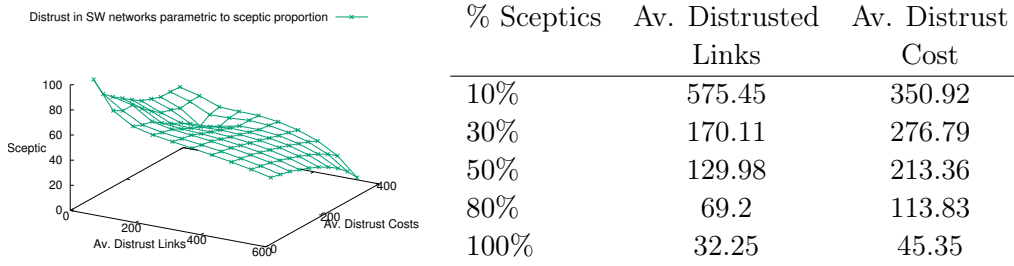 Distrust in SW networks parametric to sceptic proportion
100
80
60
Sceptic
40
20
0
0
200
Av. Distrust Links
400
600
0
200
Av. Distrust Costs
400
% Sceptics Av. Distrusted Av. Distrust
Links Cost
10% 575.45 350.92
30% 170.11 276.79
50% 129.98 213.36
80% 69.2 113.83
100% 32.25 45.35